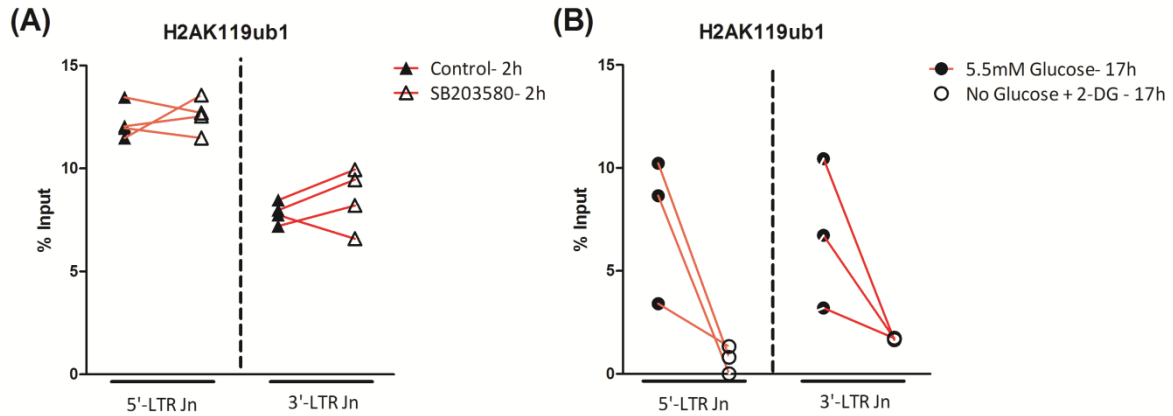 (A)
H2AK119ub1
Control- 2h
SB203580- 2h
15
10
5
0
% Input
5'-LTR Jn
3'-LTR Jn
(B)
H2AK119ub1
5.5mM Glucose- 17h
No Glucose + 2-DG - 17h
15
10
5
0
% Input
5'-LTR Jn
3'-LTR Jn